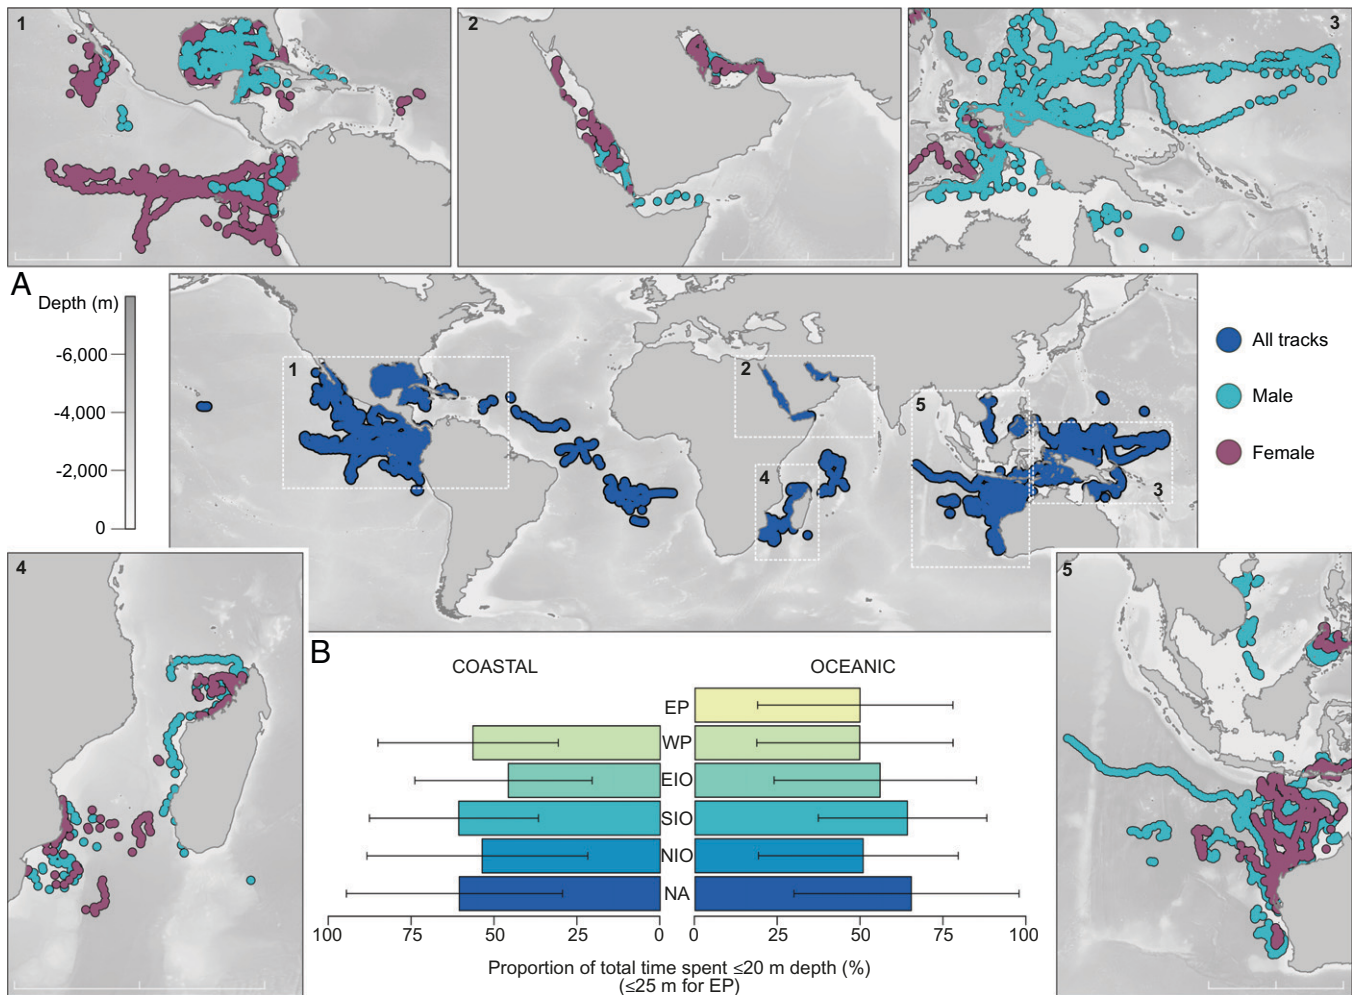 1
2
3
A
Depth (m)
-6,000
-4,000
-2,000
0
1
2
5
4
3
All tracks
Male
Female
4
5
B
COASTAL
OCEANIC
EP
WP
EIO
SIO
NIO
NA
100
75
50
25
0
0
25
50
75
100
Proportion of total time spent ≤20 m depth (%)
(≤25 m for EP)